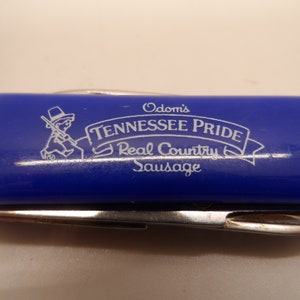 Odom's
TENNESSEE PRIDE
Real Country
Sausage